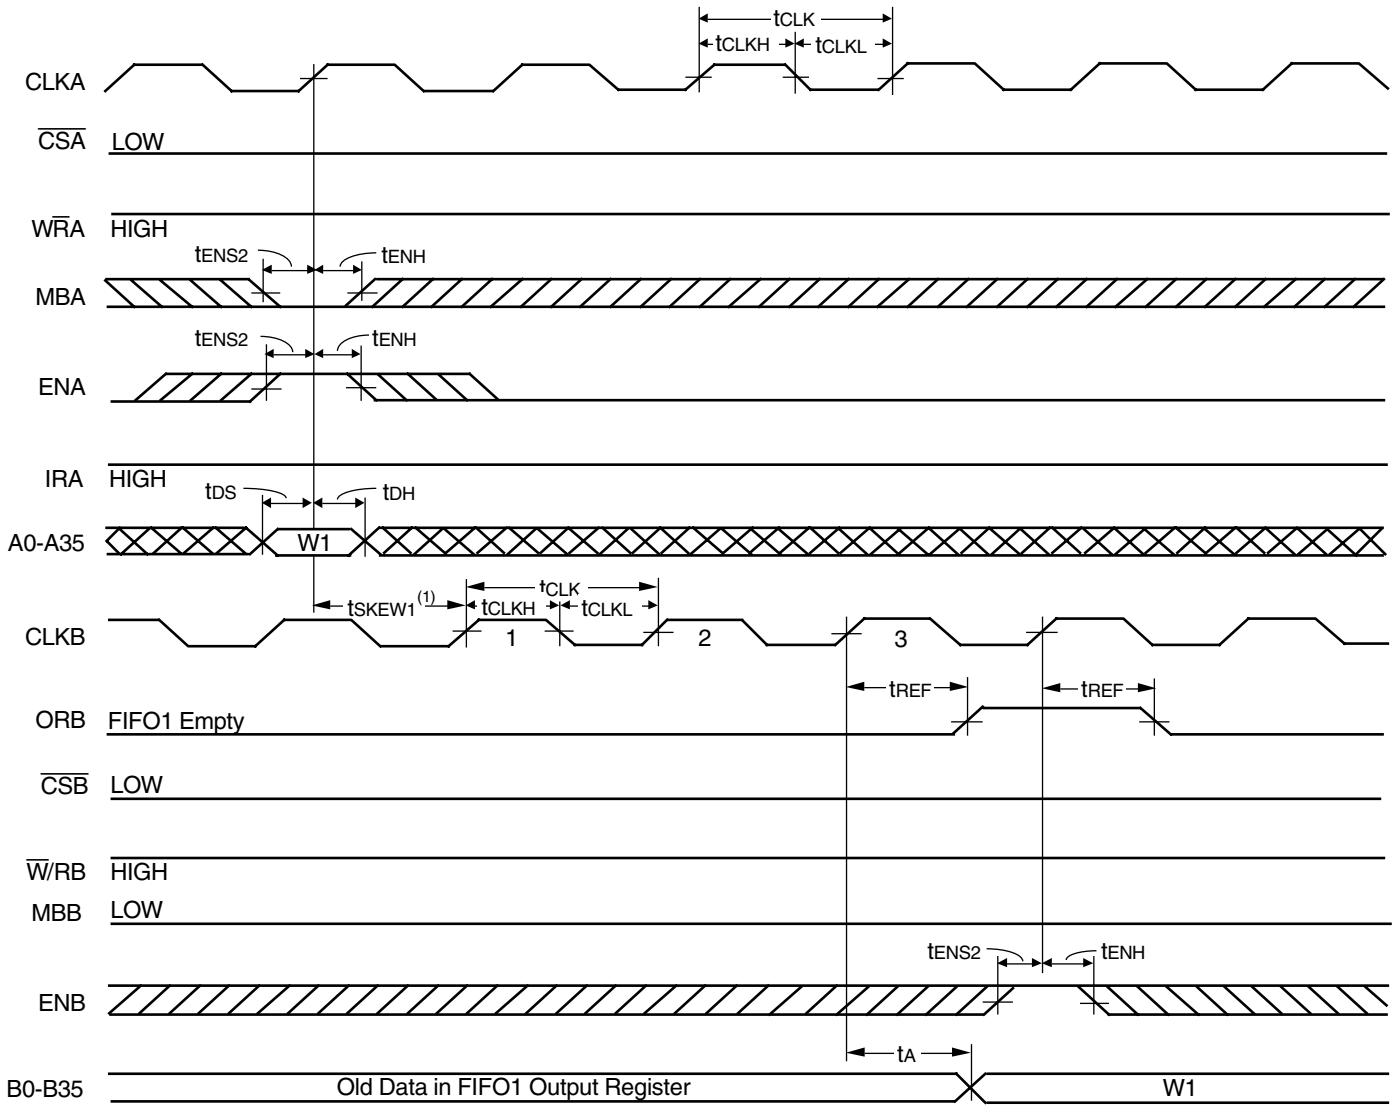 tCLK
tCLKH tCLKL
CLKA
CSA LOW
WRA HIGH
tENS2 tENH
MBA
tENS2 tENH
ENA
IRA HIGH
tDS tDH
A0-A35 W1
tCLK
tSKEW1(1) tCLKH tCLKL
CLKB 1 2 3
tREF tREF
ORB FIFO1 Empty
CSB LOW
W/RB HIGH
MBB LOW
tENS2 tENH
ENB
tA
B0-B35 Old Data in FIFO1 Output Register W1